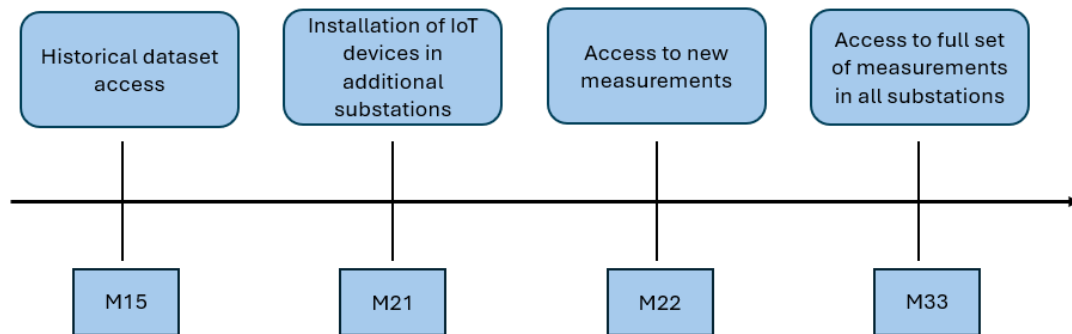 Historical dataset
access
Installation of IoT
devices in
additional
substations
Access to new
measurements
Access to full set
of measurements
in all substations
M15
M21
M22
M33